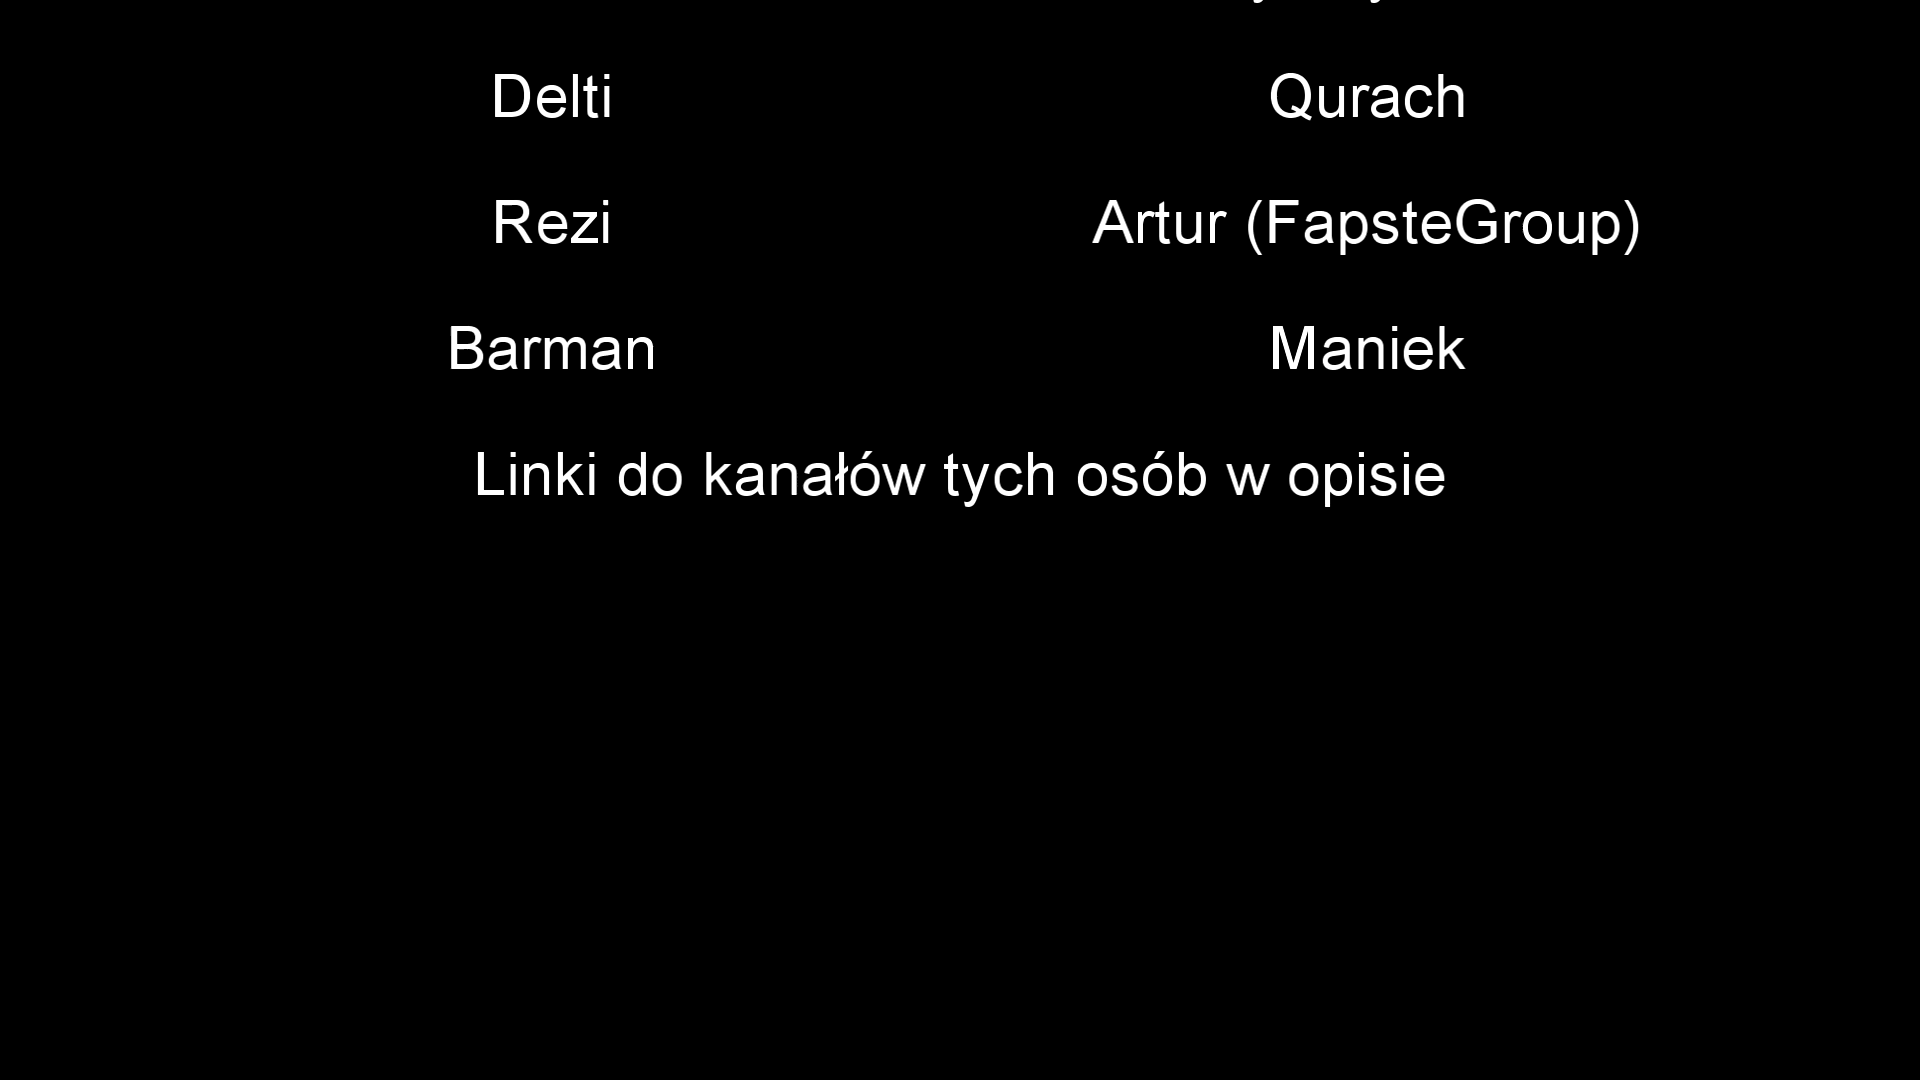 Delti Qurach
Rezi Artur (FapsteGroup)
Barman Maniek
Linki do kanałów tych osób w opisie